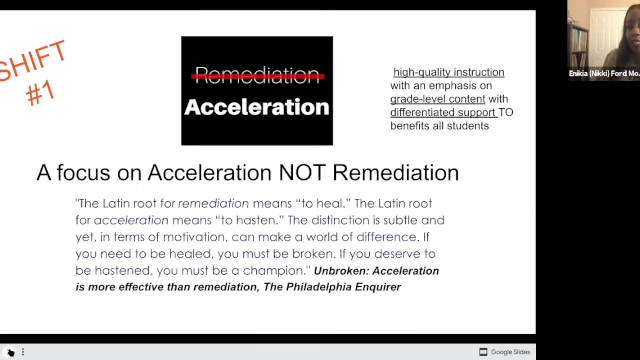 SHIFT
#1
Remediation
Acceleration
high-quality instruction
with an emphasis on
grade-level content with
differentiated support TO
benefits all students
A focus on Acceleration NOT Remediation
"The Latin root for remediation means “to heal.” The Latin root
for acceleration means “to hasten.” The distinction is subtle and
yet, in terms of motivation, can make a world of difference. If
you need to be healed, you must be broken. If you deserve to
be hastened, you must be a champion." Unbroken: Acceleration
is more effective than remediation, The Philadelphia Enquirer
Enikia (Nikki) Ford Mo...
Google Slides